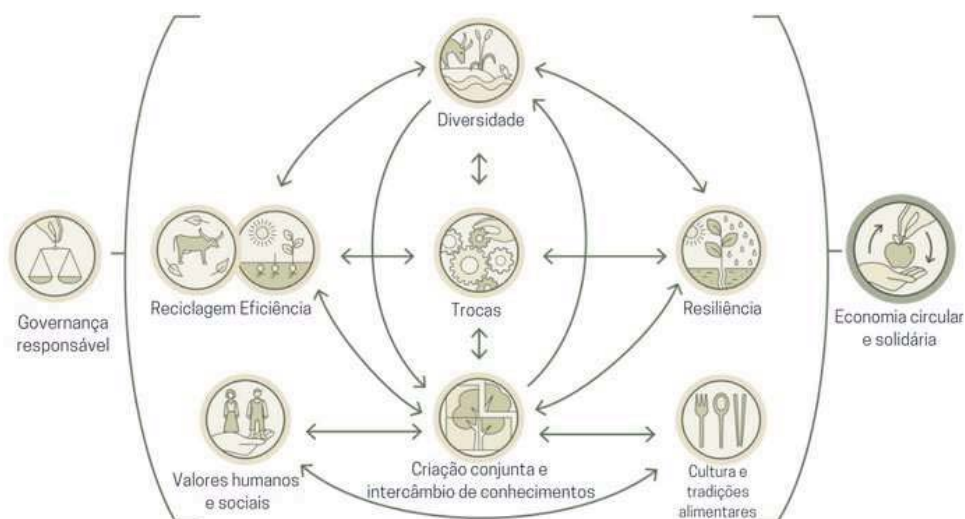 Diversidade
Reciclagem Eficiência
Trocas
Resiliência
Governança
responsável
Economia circular
e solidária
Valores humanos
e sociais
Criação conjunta e
intercâmbio de conhecimentos
Cultura e
tradições
alimentares